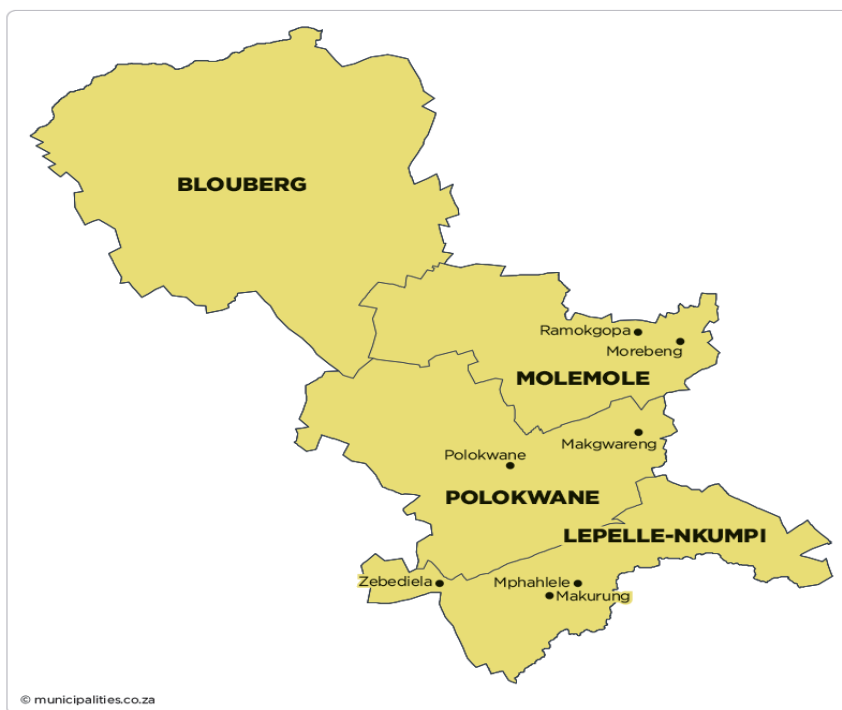 BLOUBERG
Ramokgopa
Morebeng
MOLEMOLE
Makgwareng
Polokwane
POLOKWANE
LEPELLE-NKUMPI
Zebediela
Mphahlele
Makurung
© municipalities.co.za